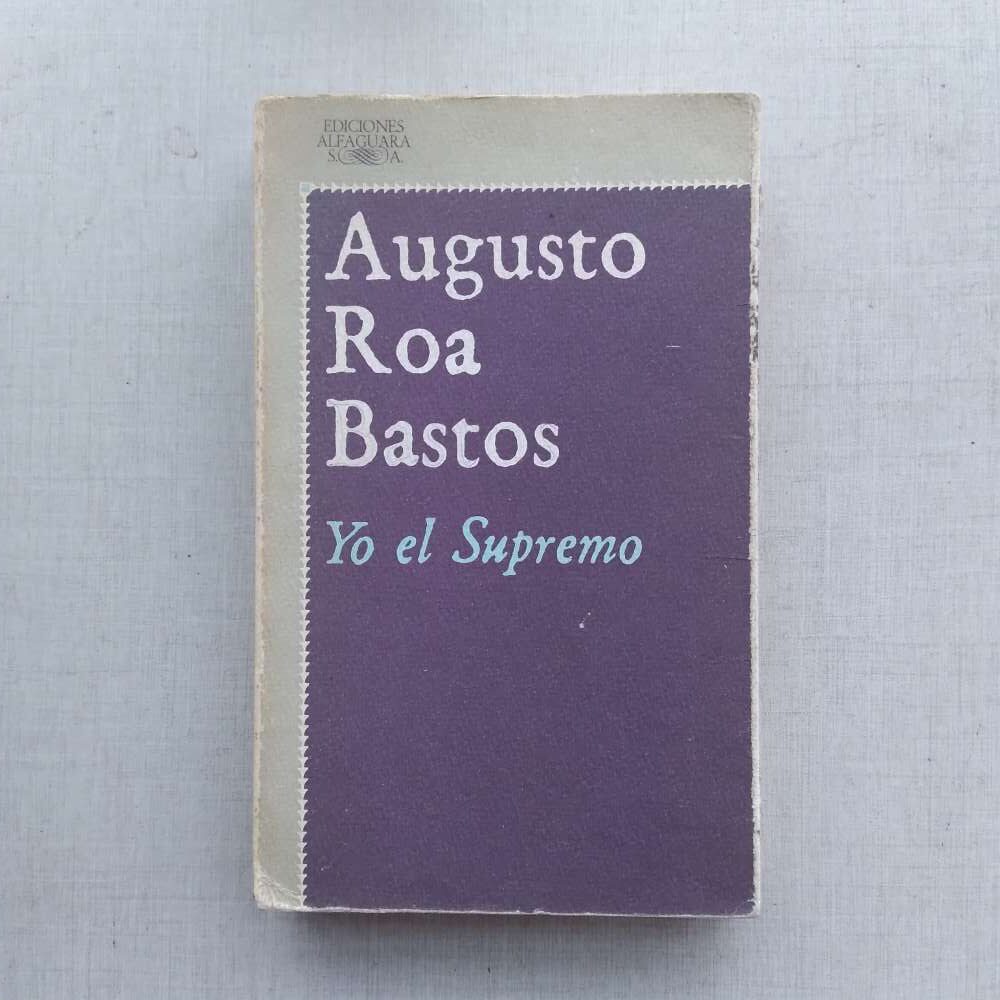 EDICIONES
ALFAGUARA
S. A.
Augusto
Roa
Bastos
Yo el Supremo